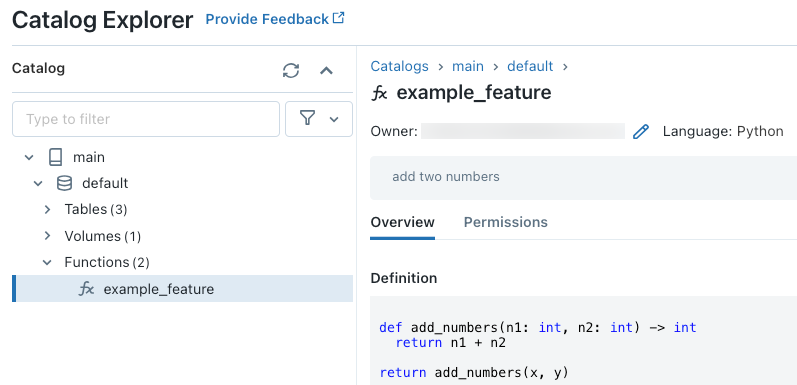 Catalog Explorer Provide Feedback
Catalog
Type to filter
main
default
Tables (3)
Volumes (1)
Functions (2)
fx example_feature
Catalogs > main > default >
fx example_feature
Owner: Language: Python
add two numbers
Overview Permissions
Definition
def add_numbers(n1: int, n2: int) -> int
return n1 + n2
return add_numbers(x, y)